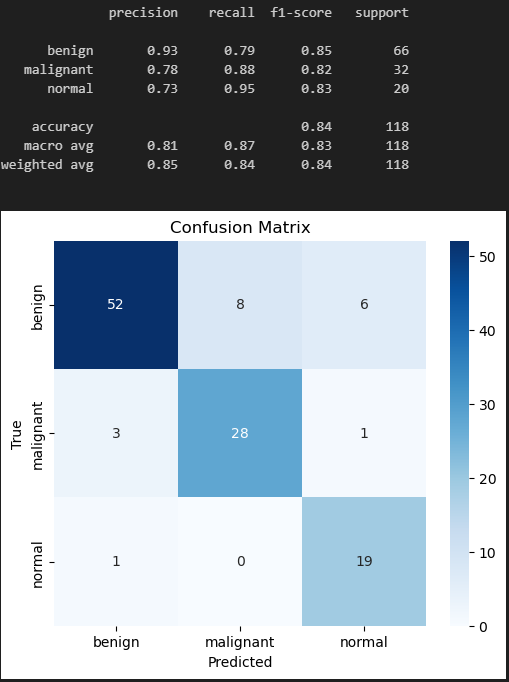 precision recall f1-score support
benign 0.93 0.79 0.85 66
malignant 0.78 0.88 0.82 32
normal 0.73 0.95 0.83 20
accuracy 0.84 118
macro avg 0.81 0.87 0.83 118
weighted avg 0.85 0.84 0.84 118
Confusion Matrix
benign 52 8 6
malignant 3 28 1
normal 1 0 19
True
benign malignant normal
Predicted
50
40
30
20
10
0